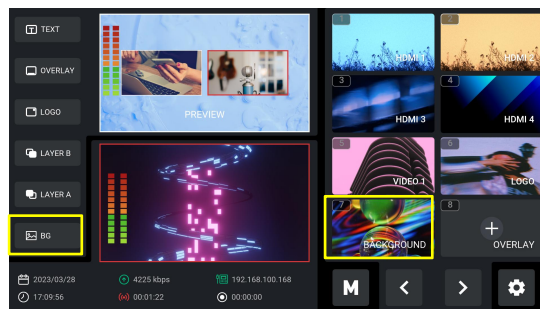 TEXT
OVERLAY
LOGO
LAYER B
LAYER A
BG
PREVIEW
2023/03/28
4225 kbps
192.168.100.168
17:09:56
00:01:22
00:00:00
1
HDMI 1
2
HDMI 2
3
HDMI 3
4
HDMI 4
5
VIDEO 1
6
LOGO
7
BACKGROUND
8
OVERLAY
M